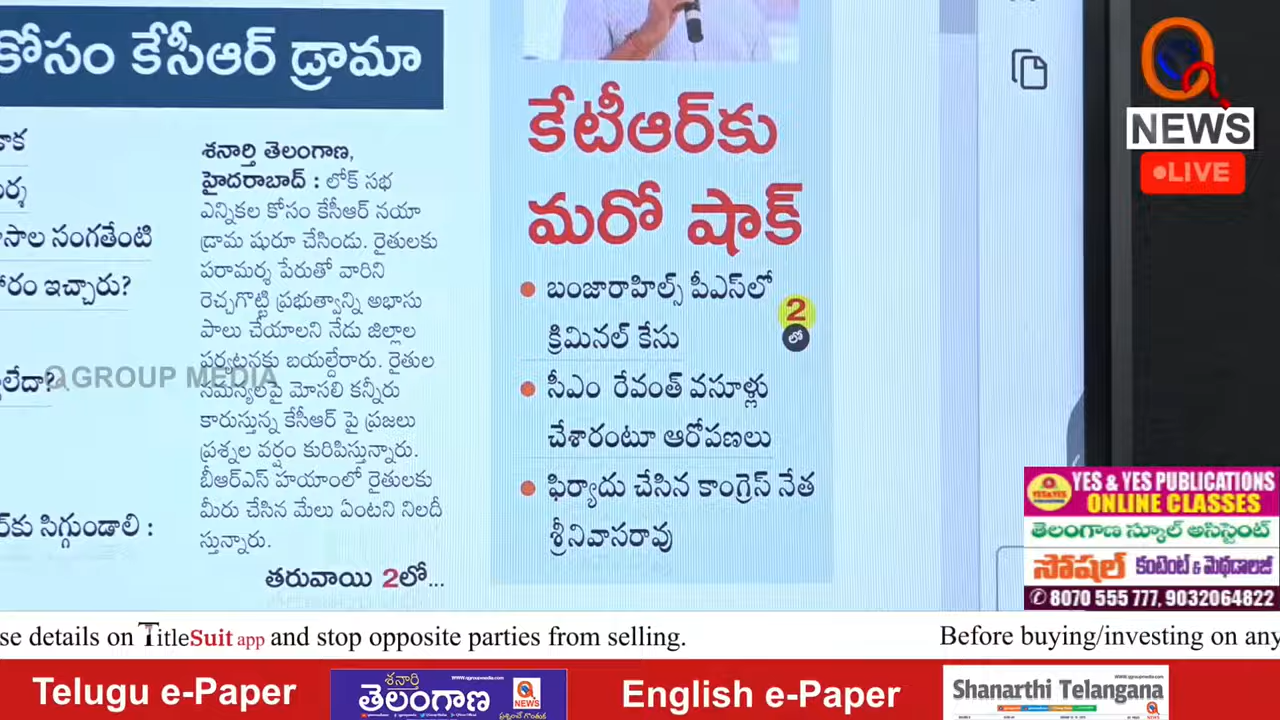 కోసం కేసీఆర్ డ్రామా
సాల సంగతేంటి
ఇచ్చారు?
లేదా?
సిగ్గుండాలి :
శనార్తి తెలంగాణ,
హైదరాబాద్ : లోక్ సభ
ఎన్నికల కోసం కేసీఆర్ నయా
డ్రామ షురూ చేసిండు. రైతులకు
పరామర్శ పేరుతో వారిని
రెచ్చగొట్టి ప్రభుత్వాన్ని అభాసు
పాలు చేయాలని నేడు జిల్లాల
పర్యటనకు బయల్దేరారు. రైతుల
సమస్యలపై మోసలి కన్నీరు
కారుస్తున్న కేసీఆర్ పై ప్రజలు
ప్రశ్నల వర్షం కురిపిస్తున్నారు.
బీఆర్ఎస్ హయాంలో రైతులకు
మీరు చేసిన మేలు ఏంటని నిలదీ
స్తున్నారు.
తరువాయి 2లో...
కేటీఆర్‌కు
మరో షాక్
• బంజారాహిల్స్ పీఎస్‌లో
క్రిమినల్ కేసు
2
లో
• సీఎం రేవంత్ వసూళ్లు
చేశారంటూ ఆరోపణలు
• ఫిర్యాదు చేసిన కాంగ్రెస్ నేత
శ్రీనివాసరావు
Q GROUP MEDIA
NEWS
LIVE
YES & YES PUBLICATIONS
ONLINE CLASSES
తెలంగాణ స్కూల్ అసిస్టెంట్
సోషల్ కంటెంట్ & మెథడాలజీ
8070 555 777, 9032064822
se details on TitleSuit app and stop opposite parties from selling.
Before buying/investing on any
Telugu e-Paper
శనార్తి
తెలంగాణ
NEWS
English e-Paper
Shanarthi Telangana